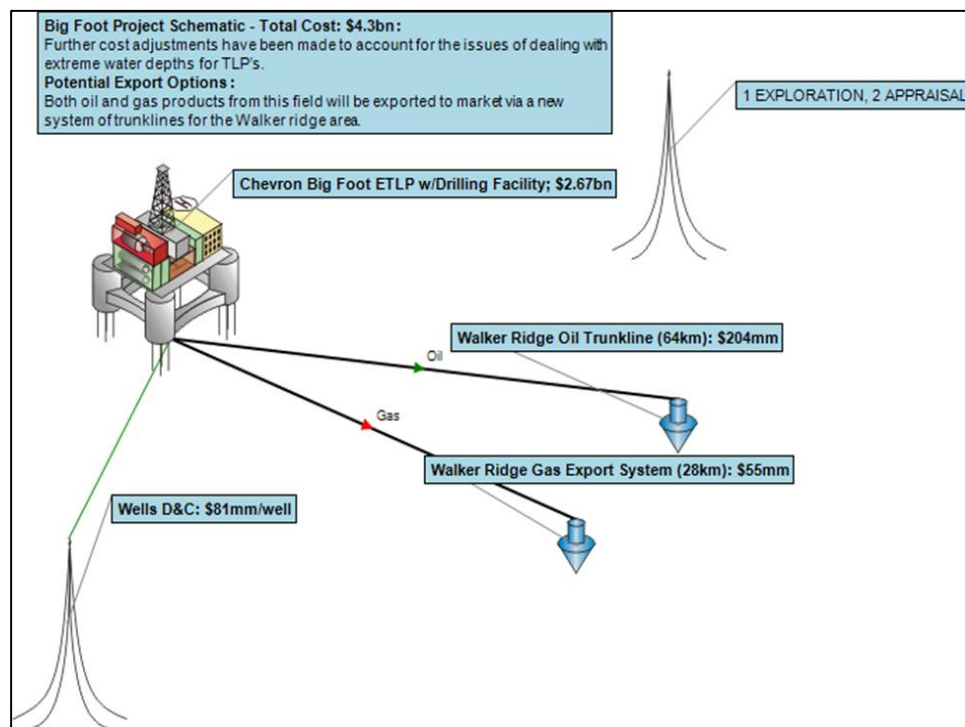 Big Foot Project Schematic - Total Cost: $4.3bn:
Further cost adjustments have been made to account for the issues of dealing with
extreme water depths for TLP's.
Potential Export Options:
Both oil and gas products from this field will be exported to market via a new
system of trunklines for the Walker ridge area.
1 EXPLORATION, 2 APPRAISAL
Chevron Big Foot ETLP w/Drilling Facility; $2.67bn
Walker Ridge Oil Trunkline (64km): $204mm
Oil
Gas
Walker Ridge Gas Export System (28km): $55mm
Wells D&C: $81mm/well